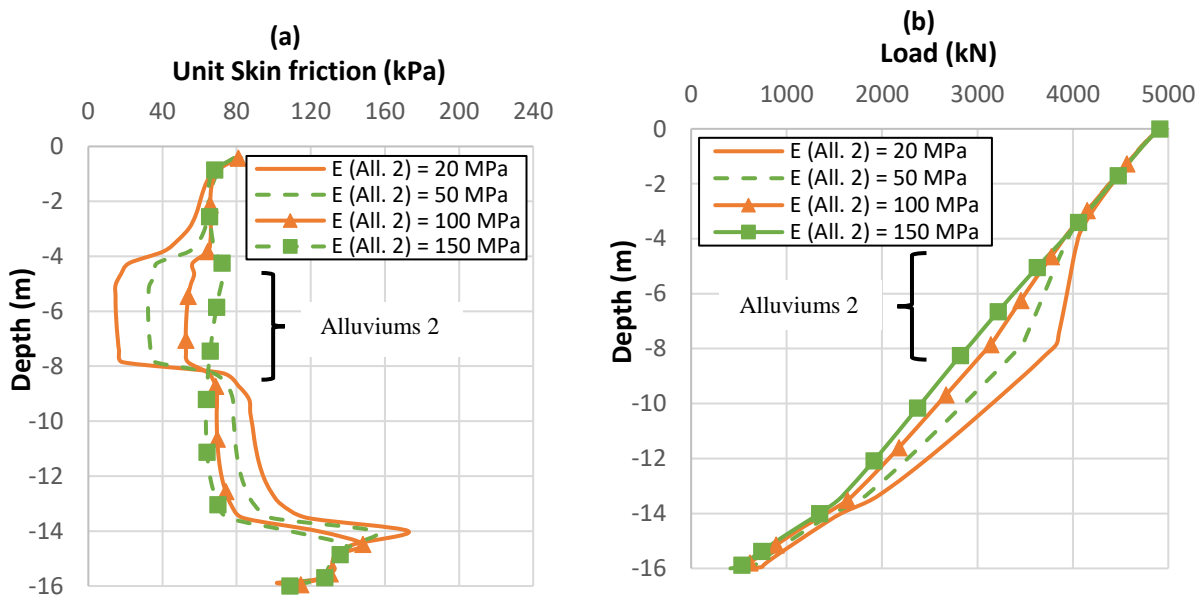 (a)
Unit Skin friction (kPa)
0 40 80 120 160 200 240
0
-2
-4
-6
-8
-10
-12
-14
-16
Depth (m)
E (All. 2) = 20 MPa
E (All. 2) = 50 MPa
E (All. 2) = 100 MPa
E (All. 2) = 150 MPa
Alluviums 2
(b)
Load (kN)
0 1000 2000 3000 4000 5000
0
-2
-4
-6
-8
-10
-12
-14
-16
Depth (m)
E (All. 2) = 20 MPa
E (All. 2) = 50 MPa
E (All. 2) = 100 MPa
E (All. 2) = 150 MPa
Alluviums 2